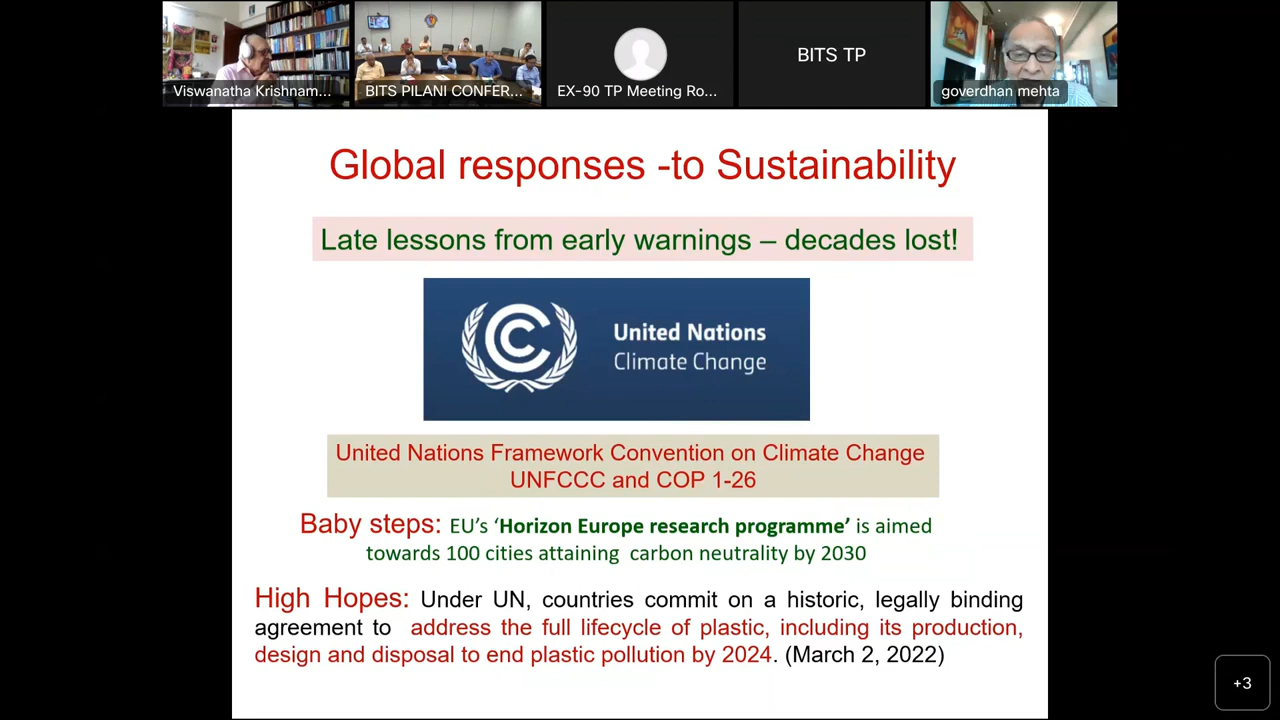 Viswanatha Krishnam...
BITS PILANI CONFER...
EX-90 TP Meeting Ro...
BITS TP
goverdhan mehta
Global responses -to Sustainability
Late lessons from early warnings – decades lost!
United Nations
Climate Change
United Nations Framework Convention on Climate Change
UNFCCC and COP 1-26
Baby steps: EU’s ‘Horizon Europe research programme’ is aimed
towards 100 cities attaining carbon neutrality by 2030
High Hopes: Under UN, countries commit on a historic, legally binding
agreement to address the full lifecycle of plastic, including its production,
design and disposal to end plastic pollution by 2024. (March 2, 2022)
+3